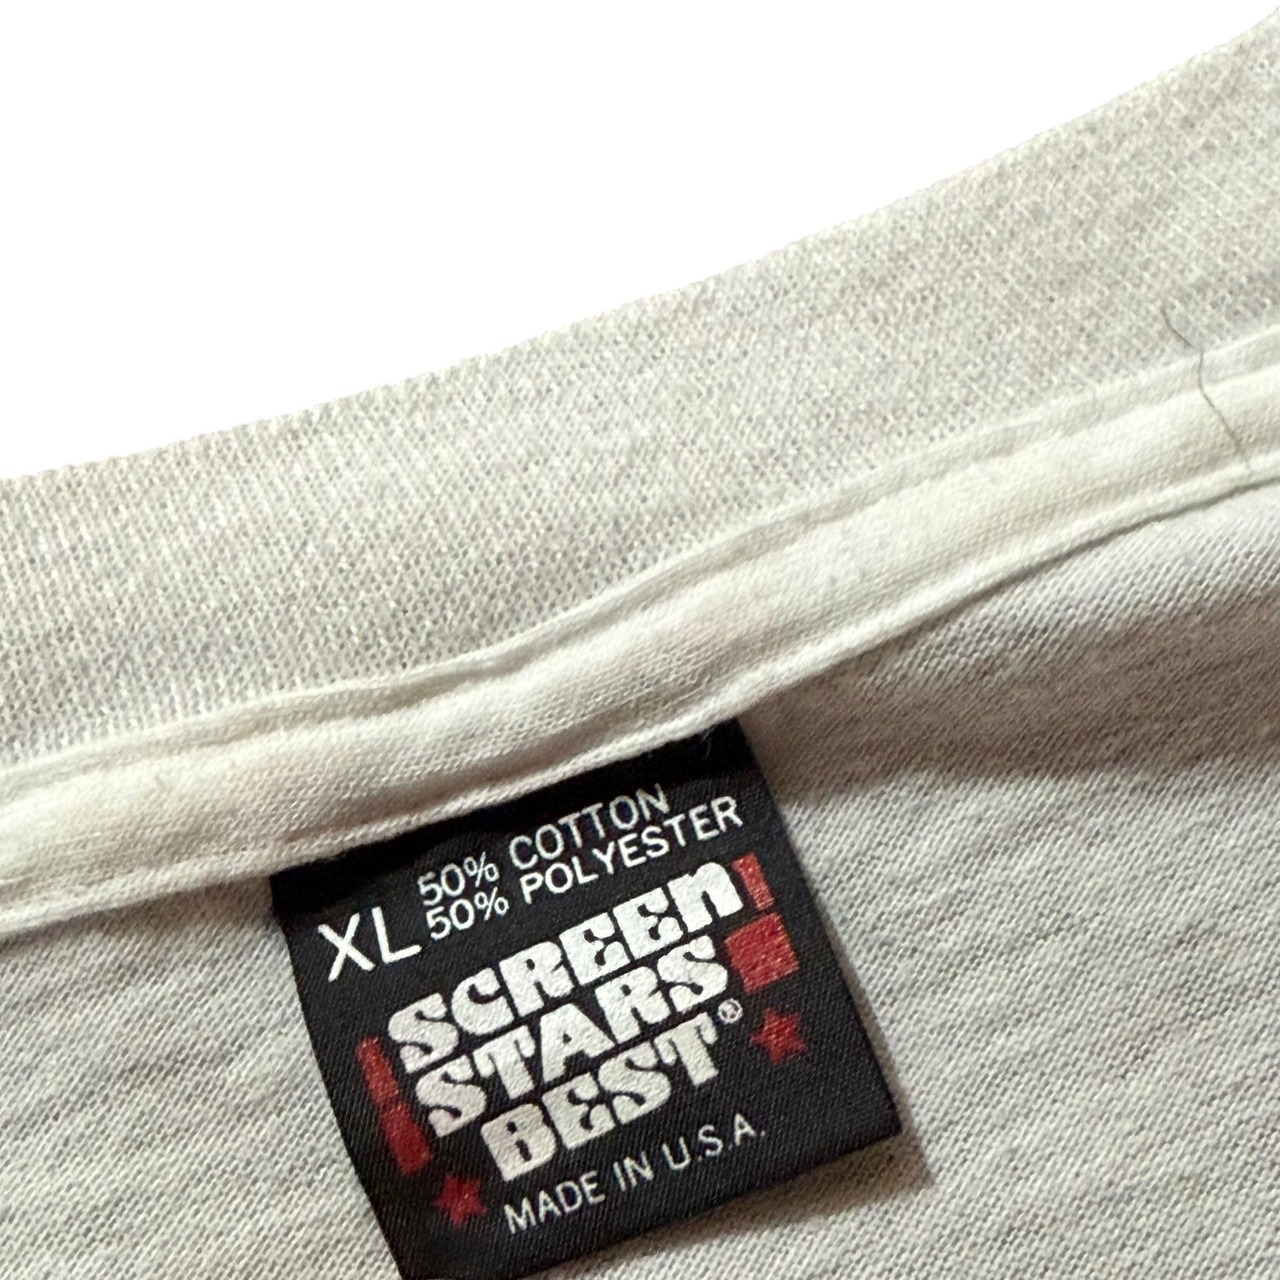 50% COTTON
XL 50% POLYESTER
SCREEN
STARS
BEST®
MADE IN U.S.A.